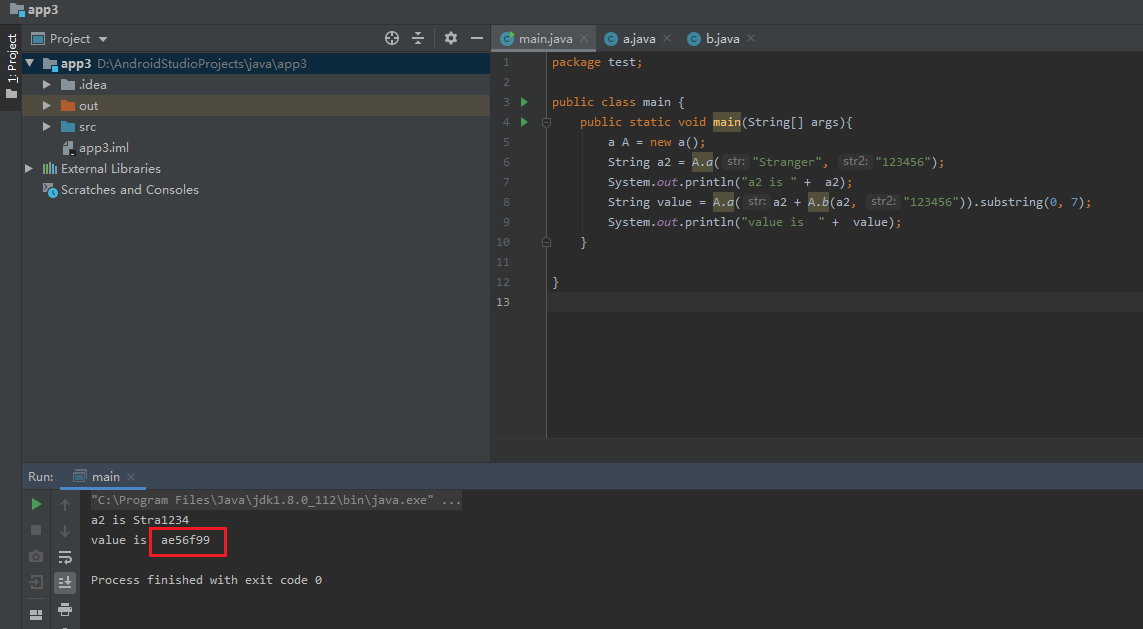 app3
1: Project
Project
app3 D:\AndroidStudioProjects\java\app3
.idea
out
src
app3.iml
External Libraries
Scratches and Consoles
main.java a.java b.java
1 package test;
2
3 public class main {
4 public static void main(String[] args){
5 a A = new a();
6 String a2 = A.a( str: "Stranger", str2: "123456");
7 System.out.println("a2 is " + a2);
8 String value = A.a( str: a2 + A.b(a2, str2: "123456")).substring(0, 7);
9 System.out.println("value is  " + value);
10 }
11
12 }
13
Run: main
"C:\Program Files\Java\jdk1.8.0_112\bin\java.exe" ...
a2 is Stra1234
value is  ae56f99
Process finished with exit code 0